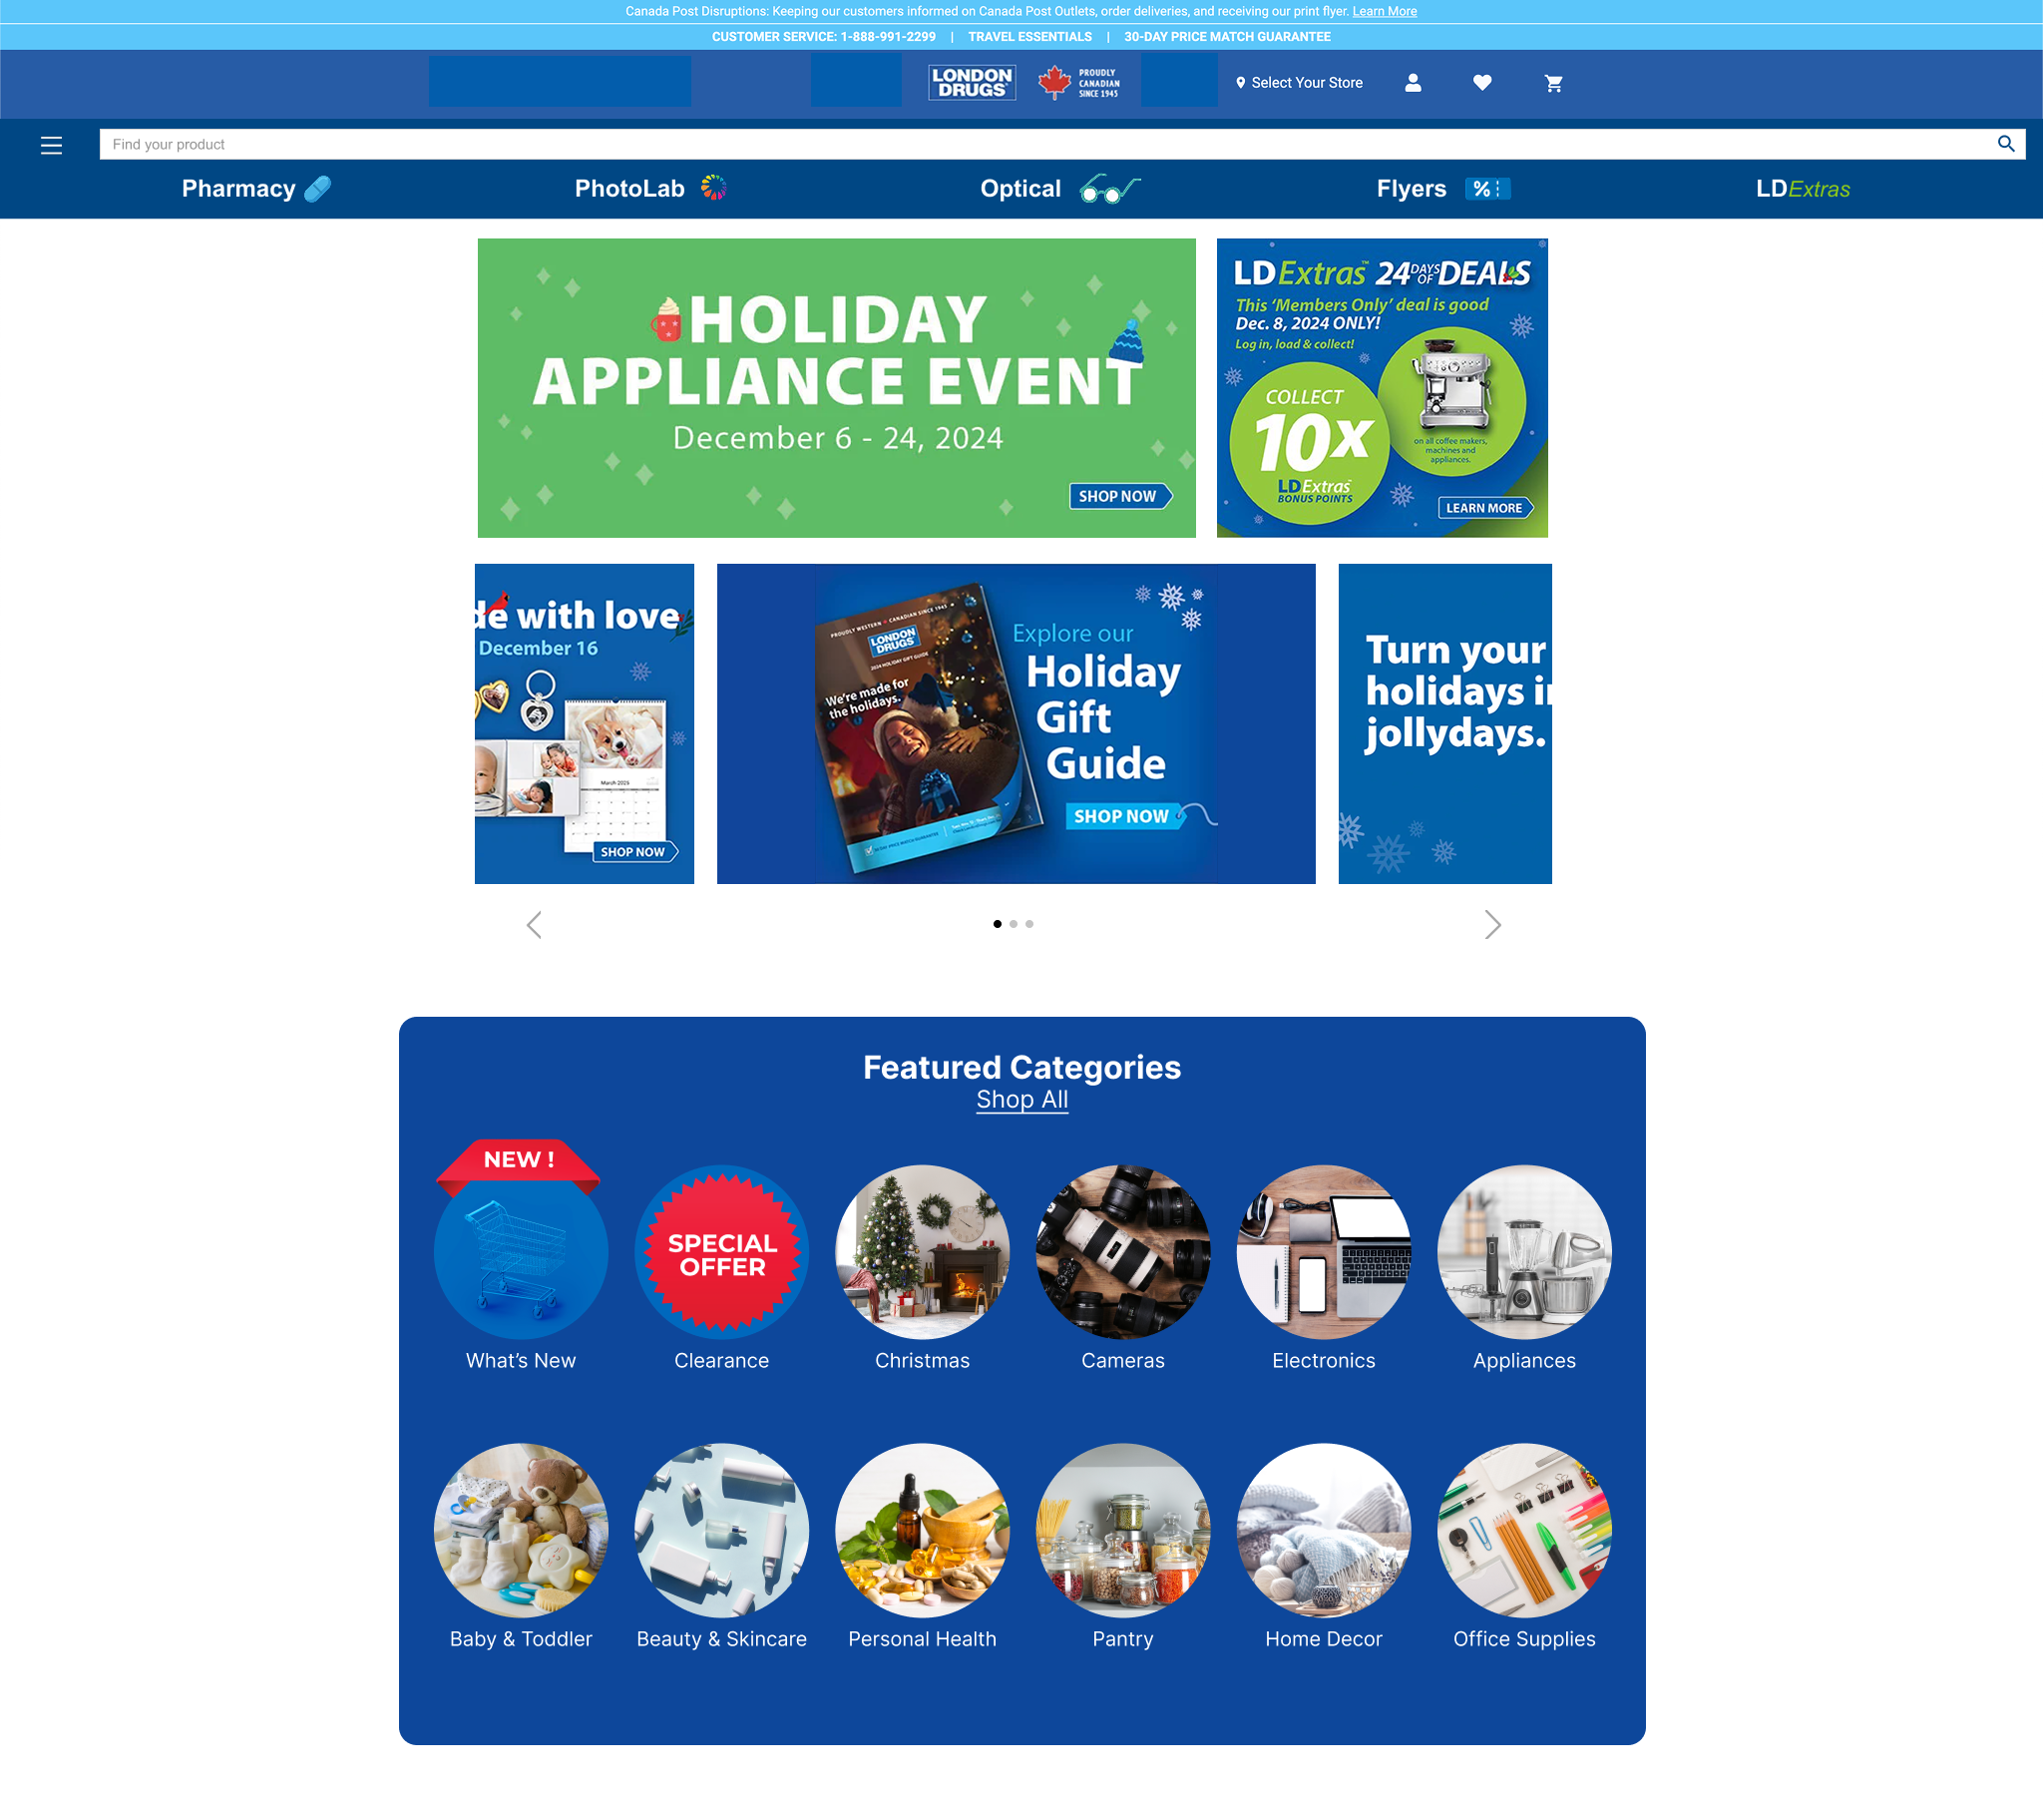 Canada Post Disruptions: Keeping our customers informed on Canada Post Outlets, order deliveries, and receiving our print flyer. Learn More
CUSTOMER SERVICE: 1-888-991-2299 | TRAVEL ESSENTIALS | 30-DAY PRICE MATCH GUARANTEE
LONDON
DRUGS
PROUDLY
CANADIAN
SINCE 1945
Select Your Store
Find your product
Pharmacy
PhotoLab
Optical
Flyers
%
LDExtras
HOLIDAY
APPLIANCE EVENT
December 6 - 24, 2024
SHOP NOW
LDExtras™ 24 DAYS OF DEALS
This 'Members Only' deal is good
Dec. 8, 2024 ONLY!
Log in, load & collect!
COLLECT
10x
LDExtras
BONUS POINTS
on all coffee makers,
machines and
appliances.
LEARN MORE
de with love
December 16
March 2025
SHOP NOW
PROUDLY WESTERN CANADIAN SINCE 1945
LONDON
DRUGS
2024 HOLIDAY GIFT GUIDE
We're made for
the holidays.
Explore our
Holiday
Gift
Guide
SHOP NOW
Turn your
holidays in
jollydays.
Featured Categories
Shop All
NEW !
SPECIAL
OFFER
What's New
Clearance
Christmas
Cameras
Electronics
Appliances
Baby & Toddler
Beauty & Skincare
Personal Health
Pantry
Home Decor
Office Supplies